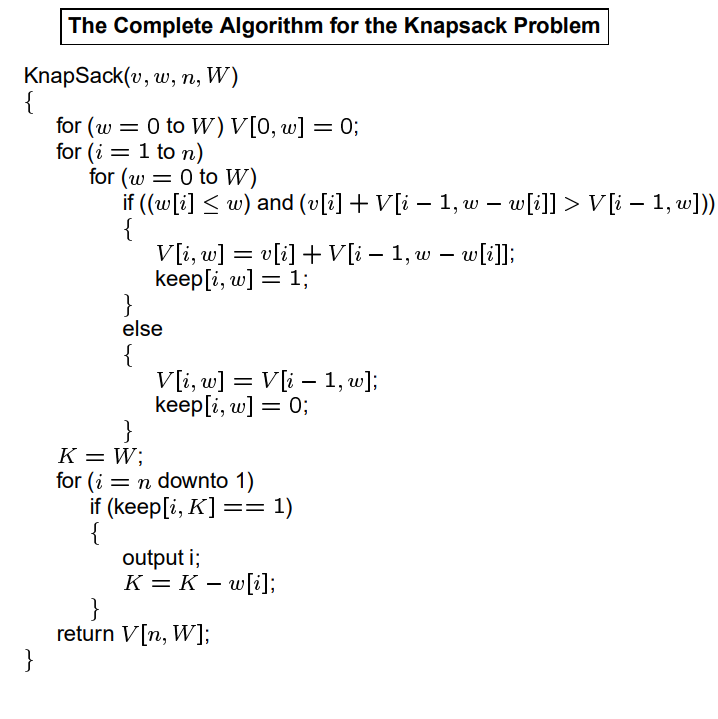 The Complete Algorithm for the Knapsack Problem
KnapSack(v, w, n, W)
{
for (w = 0 to W) V[0, w] = 0;
for (i = 1 to n)
for (w = 0 to W)
if ((w[i] ≤ w) and (v[i] + V[i − 1, w − w[i]] > V[i − 1, w]))
{
V[i, w] = v[i] + V[i − 1, w − w[i]];
keep[i, w] = 1;
}
else
{
V[i, w] = V[i − 1, w];
keep[i, w] = 0;
}
K = W;
for (i = n downto 1)
if (keep[i, K] == 1)
{
output i;
K = K − w[i];
}
return V[n, W];
}